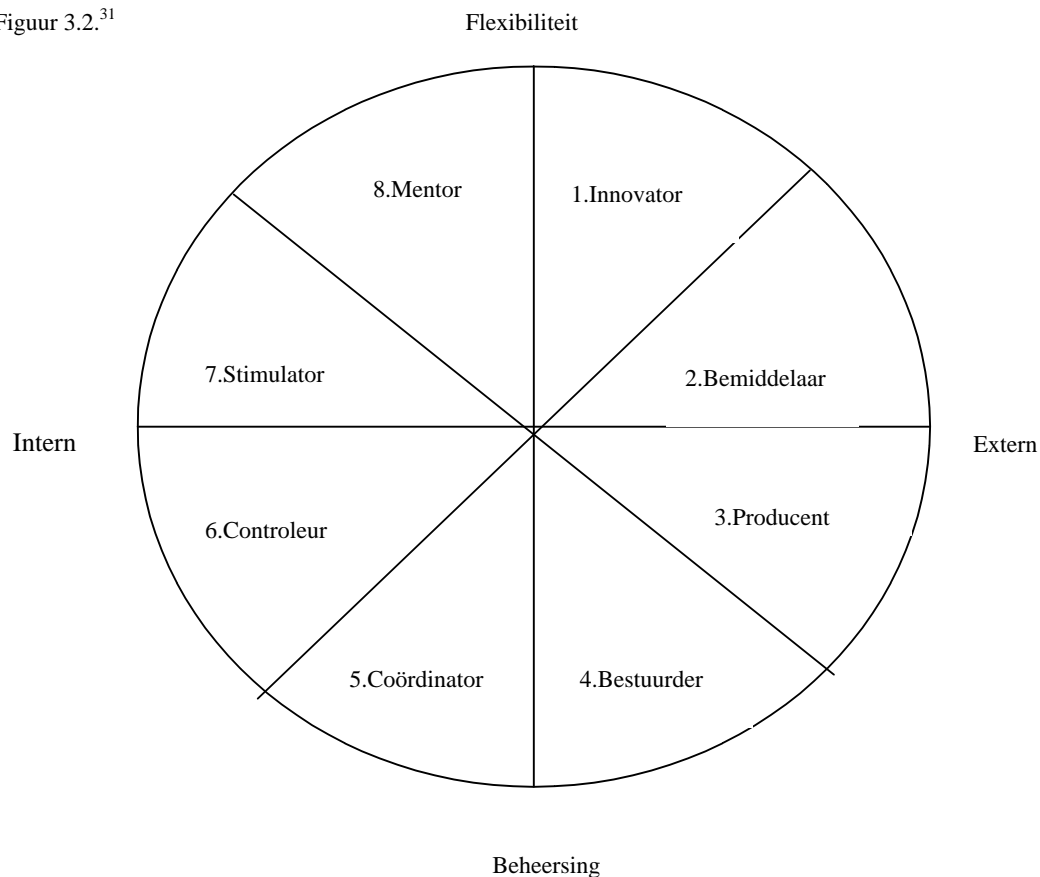 Figuur 3.2.31
Flexibiliteit
8.Mentor
1.Innovator
7.Stimulator
2.Bemiddelaar
Intern
Extern
3.Producent
6.Controleur
5.Coördinator
4.Bestuurder
Beheersing